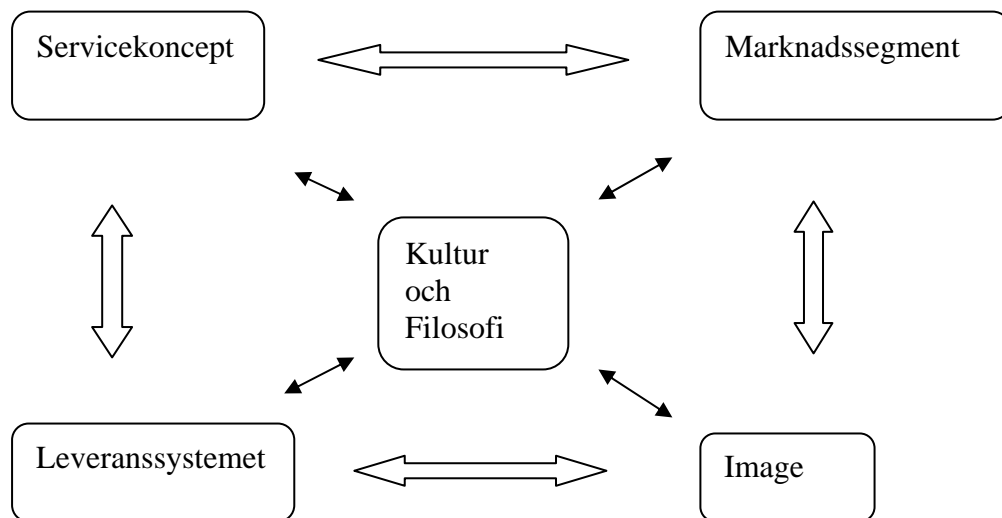 Servicekoncept
Marknadssegment
Kultur
och
Filosofi
Leveranssystemet
Image